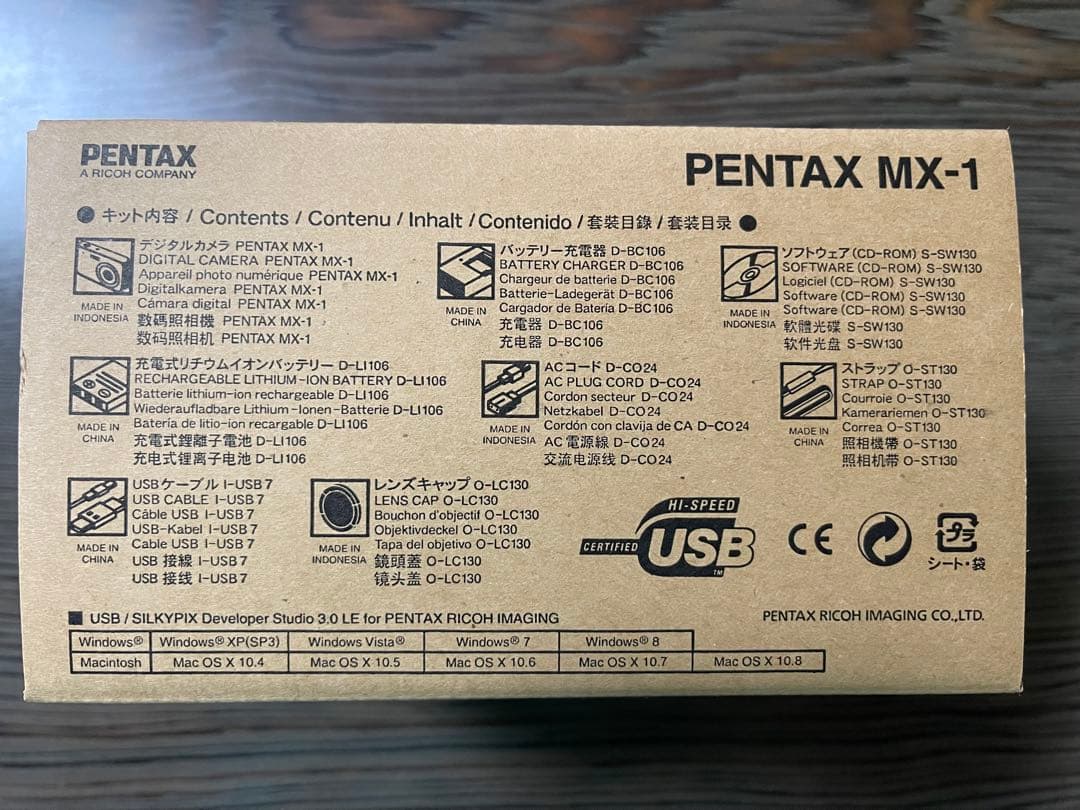 PENTAX
A RICOH COMPANY
PENTAX MX-1
● キット内容 / Contents / Contenu / Inhalt / Contenido / 套裝目錄 / 套装目录 ●
デジタルカメラ PENTAX MX-1
DIGITAL CAMERA PENTAX MX-1
Appareil photo numérique PENTAX MX-1
Digitalkamera PENTAX MX-1
Cámara digital PENTAX MX-1
數碼照相機 PENTAX MX-1
数码照相机 PENTAX MX-1
MADE IN
INDONESIA
バッテリー充電器 D-BC106
BATTERY CHARGER D-BC106
Chargeur de batterie D-BC106
Batterie-Ladegerät D-BC106
Cargador de Batería D-BC106
充電器 D-BC106
充电器 D-BC106
MADE IN
CHINA
ソフトウェア(CD-ROM) S-SW130
SOFTWARE (CD-ROM) S-SW130
Logiciel (CD-ROM) S-SW130
Software (CD-ROM) S-SW130
Software (CD-ROM) S-SW130
軟體光碟 S-SW130
软件光盘 S-SW130
MADE IN
INDONESIA
充電式リチウムイオンバッテリー D-LI106
RECHARGEABLE LITHIUM-ION BATTERY D-LI106
Batterie lithium-ion rechargeable D-LI106
Wiederaufladbare Lithium-Ionen-Batterie D-LI106
Batería de litio-ion recargable D-LI106
充電式鋰離子電池 D-LI106
充电式锂离子电池 D-LI106
MADE IN
CHINA
ACコード D-CO24
AC PLUG CORD D-CO24
Cordon secteur D-CO24
Netzkabel D-CO24
Cordón con clavija de CA D-CO24
AC 電源線 D-CO24
交流电源线 D-CO24
MADE IN
INDONESIA
ストラップ O-ST130
STRAP O-ST130
Courroie O-ST130
Kamerariemen O-ST130
Correa O-ST130
照相機帶 O-ST130
照相机带 O-ST130
MADE IN
CHINA
USBケーブル I-USB7
USB CABLE I-USB7
Câble USB I-USB7
USB-Kabel I-USB7
Cable USB I-USB7
USB 接線 I-USB7
USB 接线 I-USB7
MADE IN
CHINA
レンズキャップ O-LC130
LENS CAP O-LC130
Bouchon d'objectif O-LC130
Objektivdeckel O-LC130
Tapa del objetivo O-LC130
鏡頭蓋 O-LC130
镜头盖 O-LC130
MADE IN
INDONESIA
HI-SPEED
CERTIFIED USB ™
CE
プラ
シート・袋
■ USB / SILKYPIX Developer Studio 3.0 LE for PENTAX RICOH IMAGING
PENTAX RICOH IMAGING CO.,LTD.
Windows® Windows® XP(SP3) Windows Vista® Windows® 7 Windows® 8
Macintosh Mac OS X 10.4 Mac OS X 10.5 Mac OS X 10.6 Mac OS X 10.7 Mac OS X 10.8